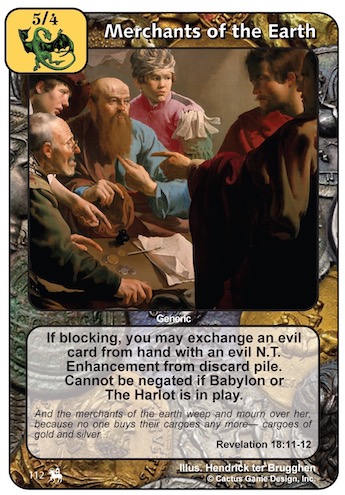 5/4
Merchants of the Earth
Generic
If blocking, you may exchange an evil
card from hand with an evil N.T.
Enhancement from discard pile.
Cannot be negated if Babylon or
The Harlot is in play.
And the merchants of the earth weep and mourn over her,
because no one buys their cargoes any more— cargoes of
gold and silver
Revelation 18:11-12
Illus. Hendrick ter Brugghen
112 © Cactus Game Design, Inc.